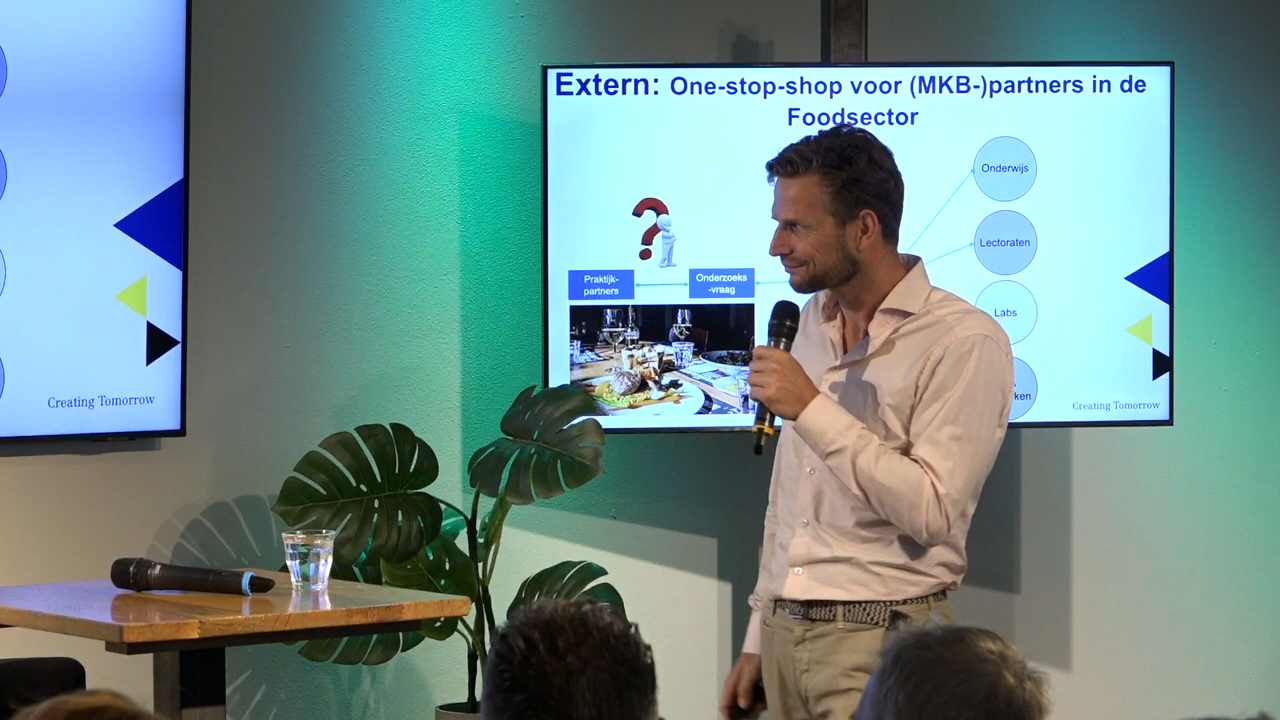 Extern: One-stop-shop voor (MKB-)partners in de
Foodsector
Onderwijs
Lectoraten
Praktijk-
partners
Onderzoeks
-vraag
Labs
Creating Tomorrow
Creating Tomorrow